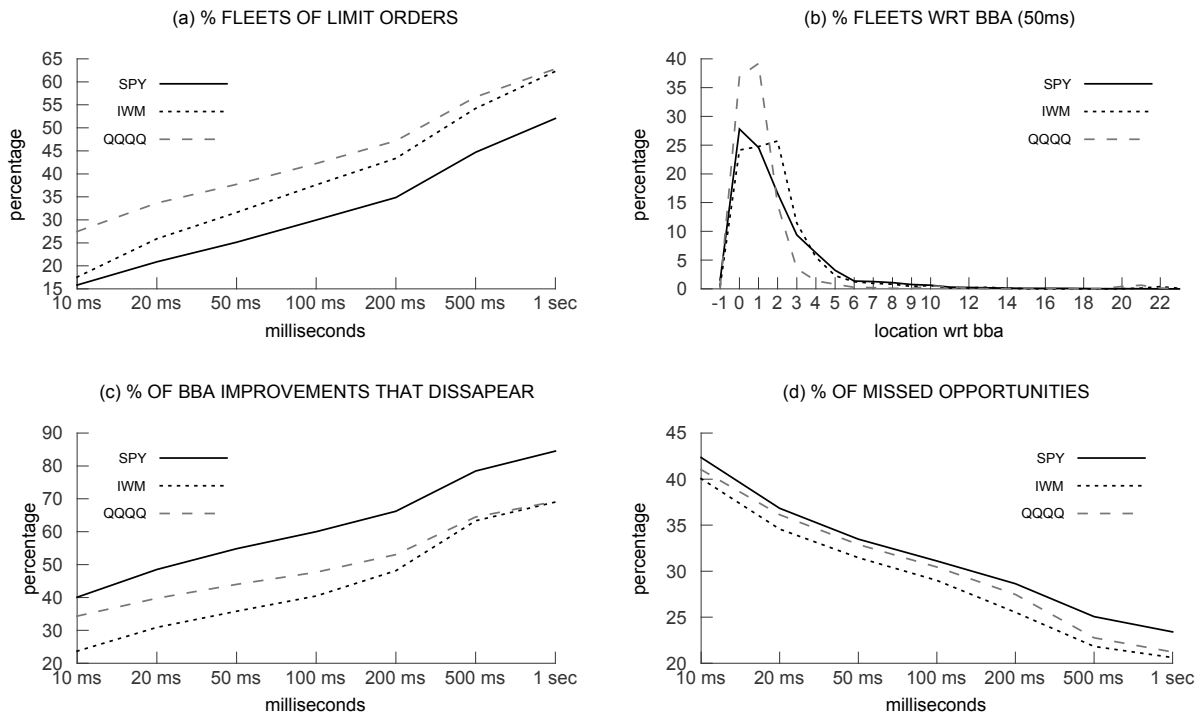 (a) % FLEETS OF LIMIT ORDERS
65
60
55
50
45
40
35
30
25
20
15
percentage
SPY
IWM
QQQQ
10 ms 20 ms 50 ms 100 ms 200 ms 500 ms 1 sec
milliseconds
(b) % FLEETS WRT BBA (50ms)
40
35
30
25
20
15
10
5
0
percentage
SPY
IWM
QQQQ
-1 0 1 2 3 4 5 6 7 8 9 10 12 14 16 18 20 22
location wrt bba
(c) % OF BBA IMPROVEMENTS THAT DISSAPEAR
90
80
70
60
50
40
30
20
percentage
SPY
IWM
QQQQ
10 ms 20 ms 50 ms 100 ms 200 ms 500 ms 1 sec
milliseconds
(d) % OF MISSED OPPORTUNITIES
45
40
35
30
25
20
percentage
SPY
IWM
QQQQ
10 ms 20 ms 50 ms 100 ms 200 ms 500 ms 1 sec
milliseconds